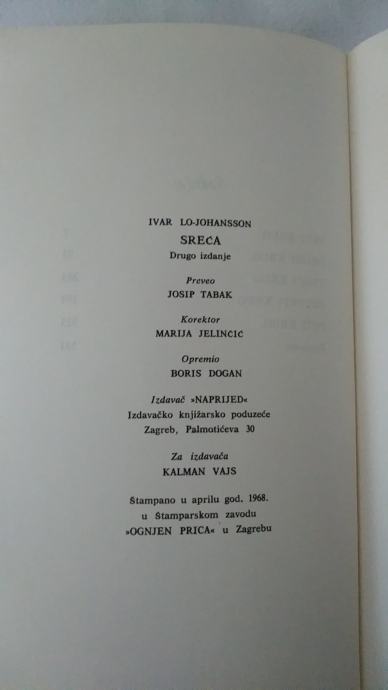 IVAR LO-JOHANSSON
SREĆA
Drugo izdanje
Preveo
JOSIP TABAK
Korektor
MARIJA JELINČIĆ
Opremio
BORIS DOGAN
Izdavač »NAPRIJED«
Izdavačko knjižarsko poduzeće
Zagreb, Palmotićeva 30
Za izdavača
KALMAN VAJS
Štampano u aprilu god. 1968.
u Štamparskom zavodu
»OGNJEN PRICA« u Zagrebu